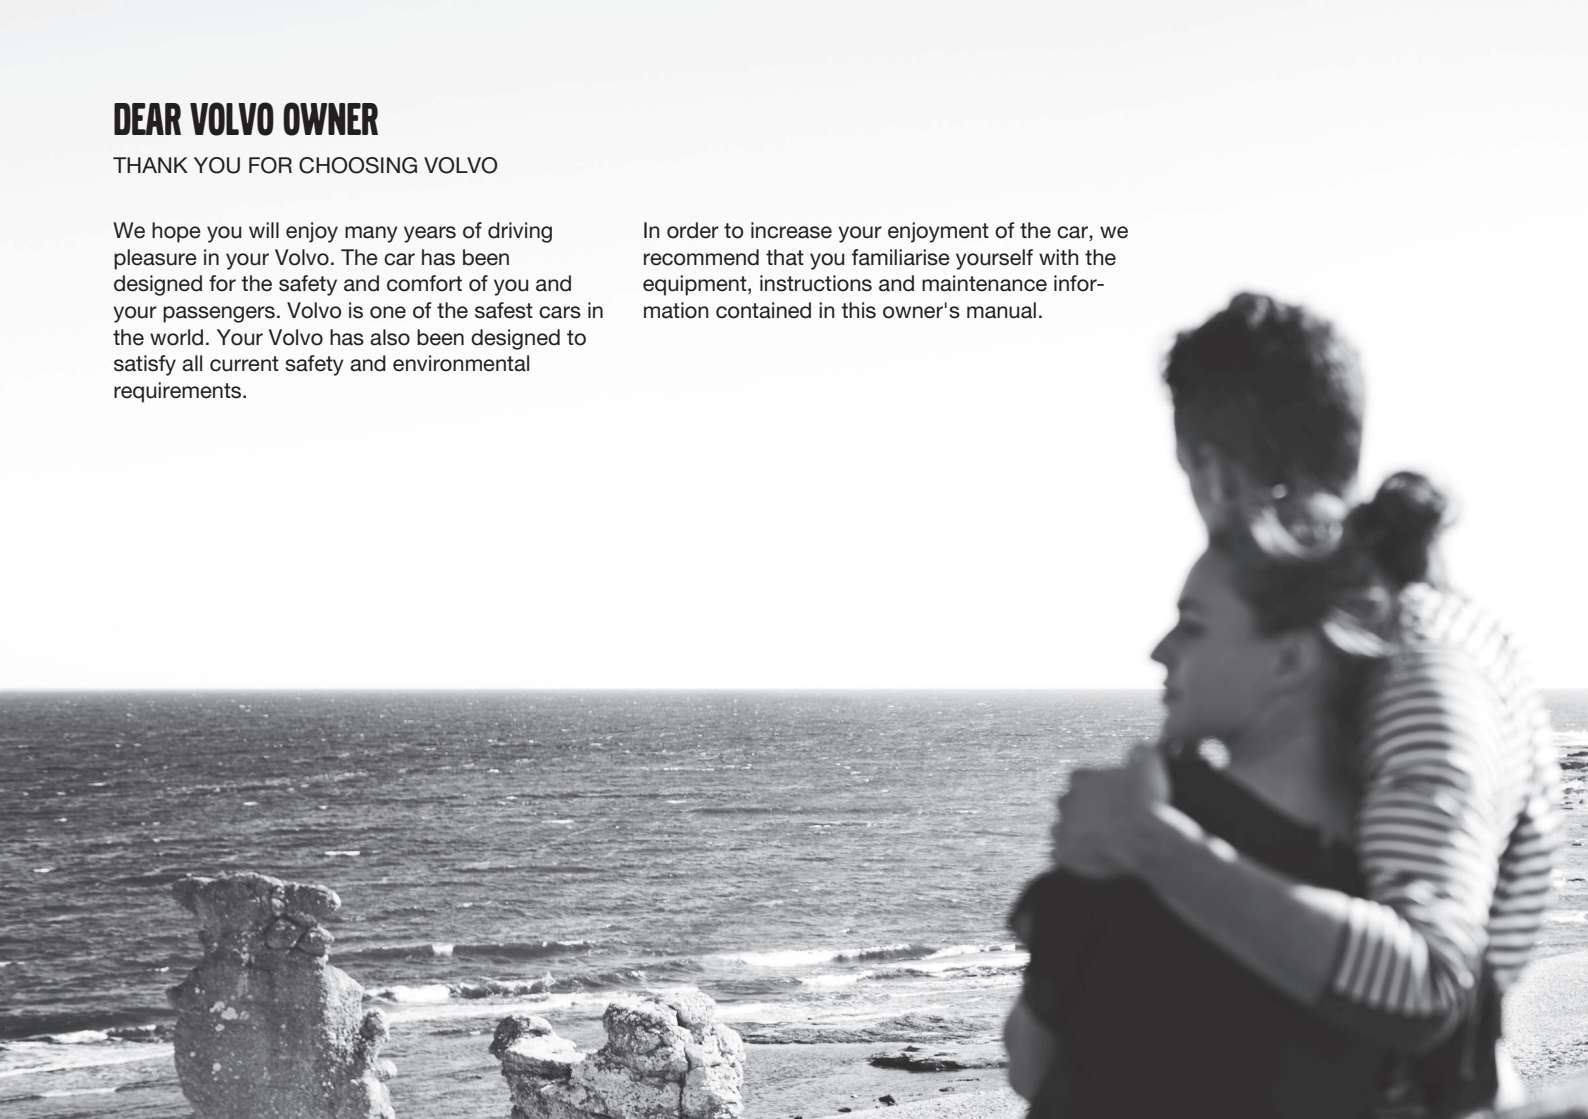 DEAR VOLVO OWNER
THANK YOU FOR CHOOSING VOLVO
We hope you will enjoy many years of driving
pleasure in your Volvo. The car has been
designed for the safety and comfort of you and
your passengers. Volvo is one of the safest cars in
the world. Your Volvo has also been designed to
satisfy all current safety and environmental
requirements.
In order to increase your enjoyment of the car, we
recommend that you familiarise yourself with the
equipment, instructions and maintenance infor-
mation contained in this owner's manual.